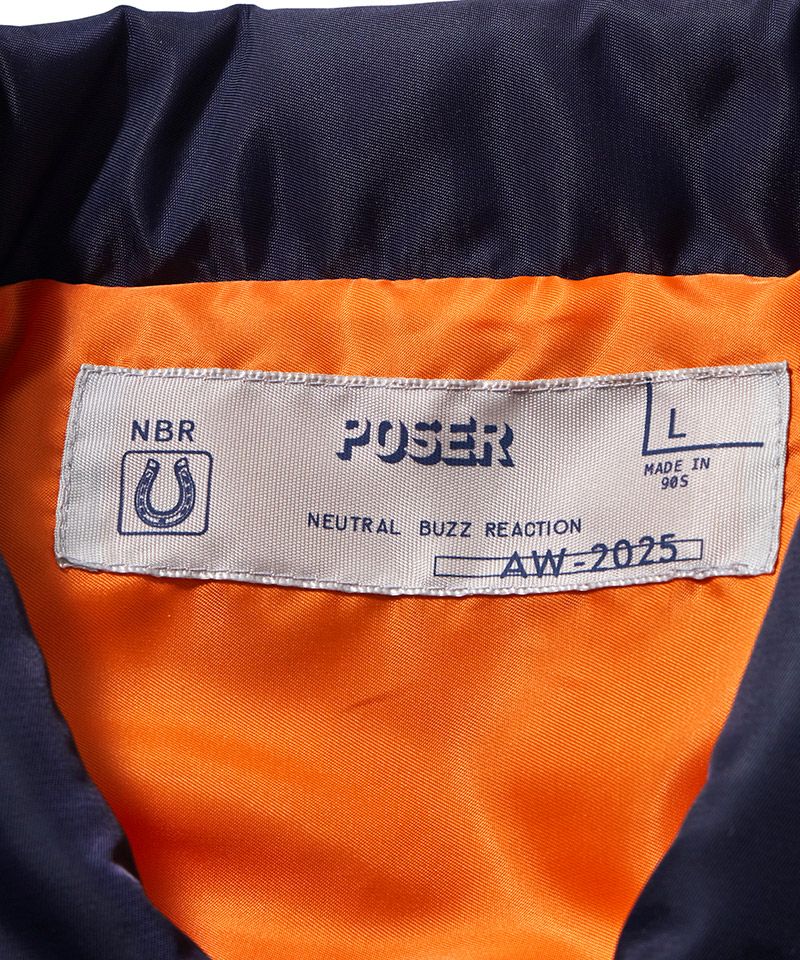 NBR
POSER
L
MADE IN
90S
NEUTRAL BUZZ REACTION
AW-2025